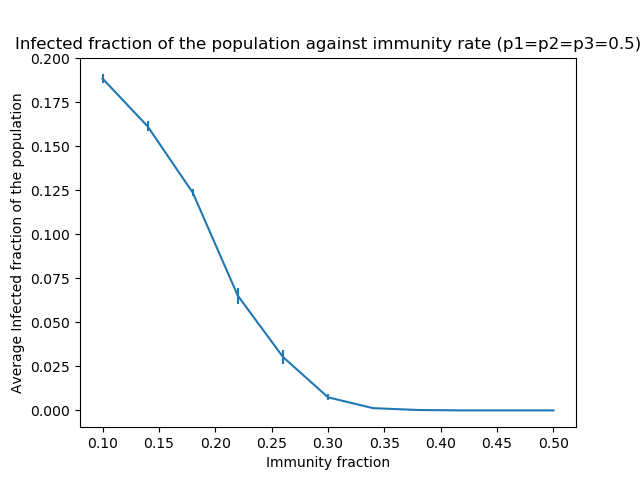 Infected fraction of the population against immunity rate (p1=p2=p3=0.5)
0.200
0.175
0.150
0.125
0.100
0.075
0.050
0.025
0.000
Average Infected fraction of the population
0.10 0.15 0.20 0.25 0.30 0.35 0.40 0.45 0.50
Immunity fraction